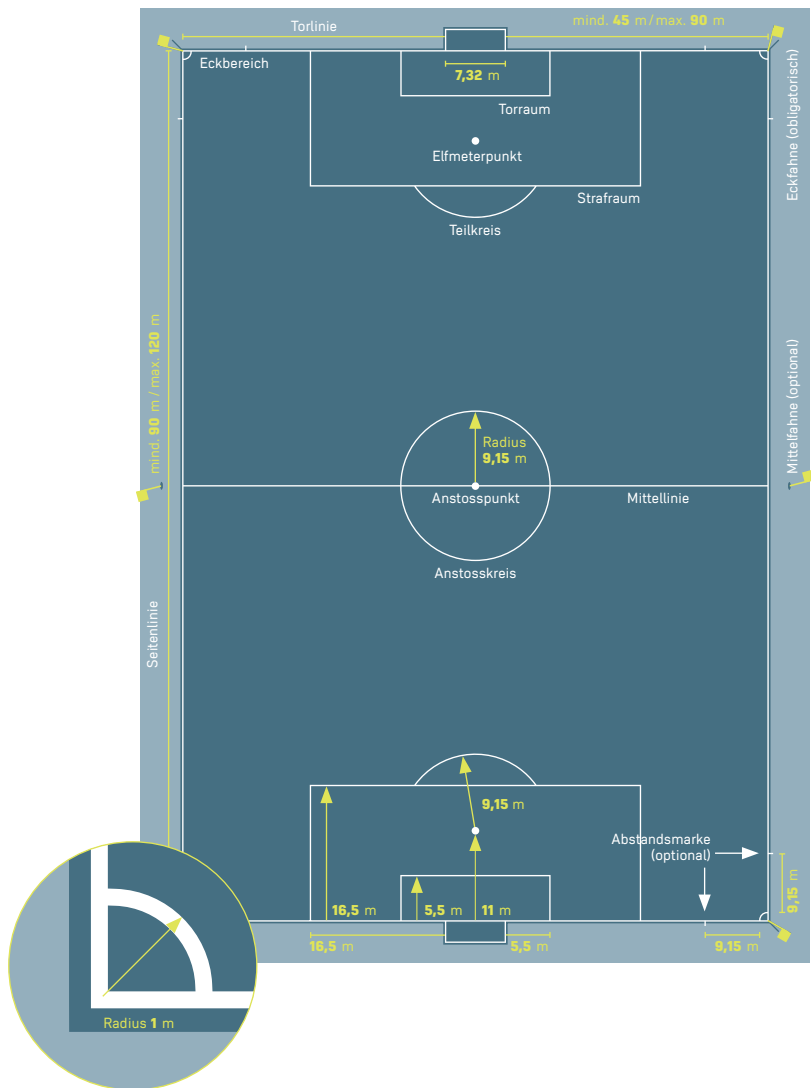 Torlinie
mind. 45 m / max. 90 m
Eckbereich
7,32 m
Torraum
Eckfahne (obligatorisch)
Elfmeterpunkt
Strafraum
Teilkreis
mind. 90 m / max. 120 m
Mittelfahne (optional)
Radius
9,15 m
Anstosspunkt
Mittellinie
Anstosskreis
Seitenlinie
9,15 m
Abstandsmarke
(optional)
9,15 m
16,5 m
5,5 m
11 m
16,5 m
5,5 m
9,15 m
Radius 1 m